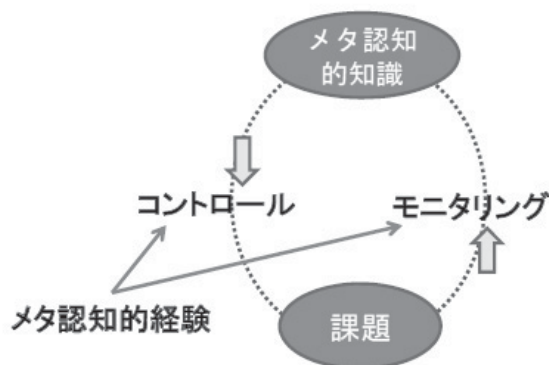 メタ認知
的知識
コントロール
モニタリング
メタ認知的経験
課題